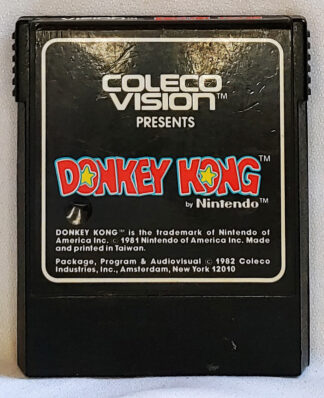 COLECO
VISION™
PRESENTS
DONKEY KONG™
by Nintendo™
DONKEY KONG™ is the trademark of Nintendo of
America Inc. © 1981 Nintendo of America Inc. Made
and printed in Taiwan.
Package, Program & Audiovisual © 1982 Coleco
Industries, Inc., Amsterdam, New York 12010